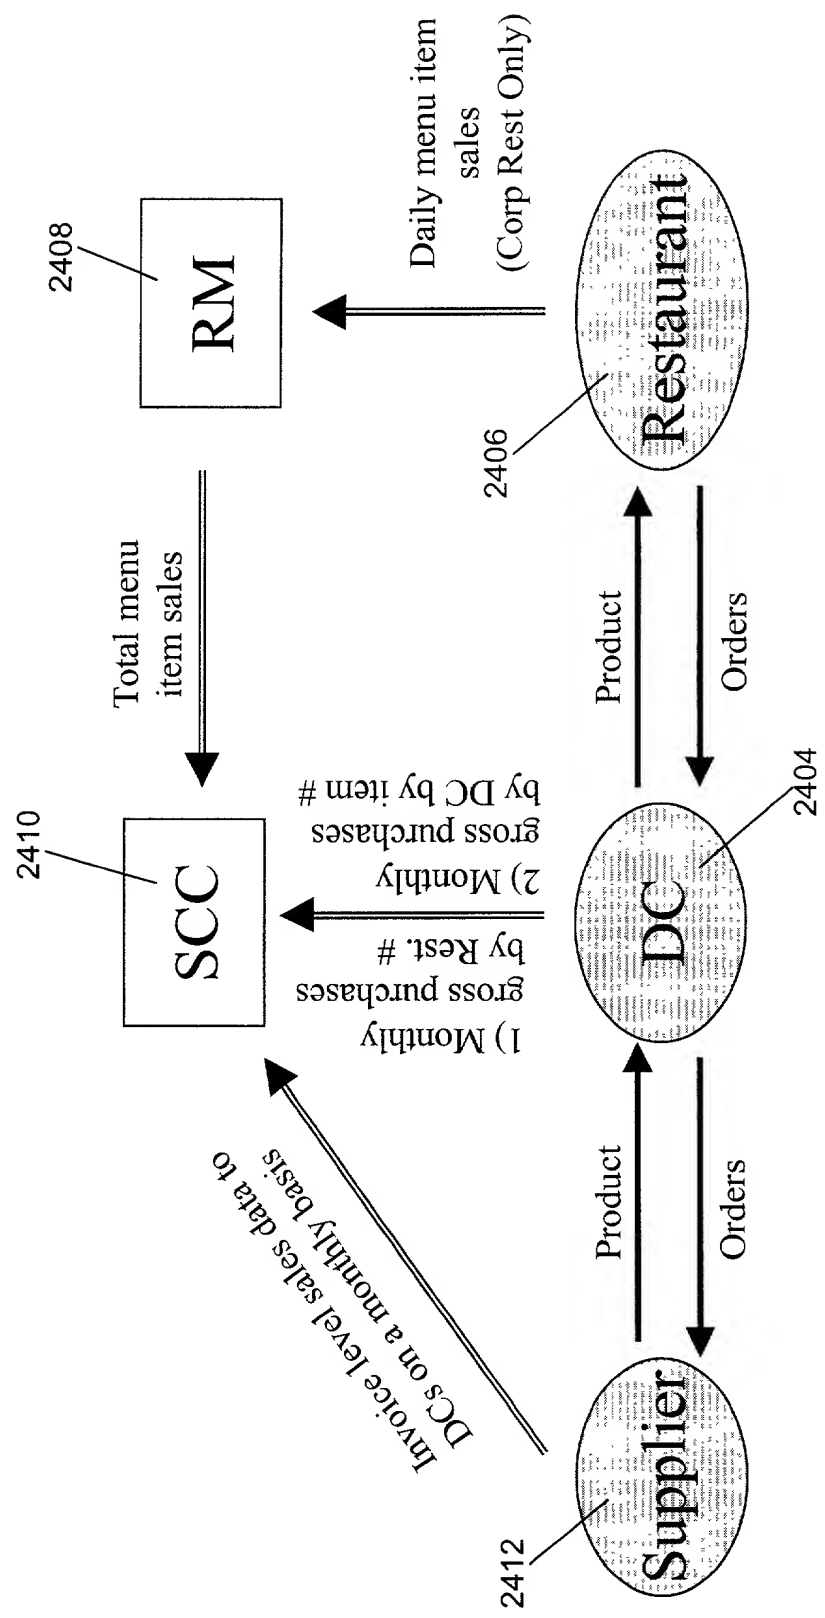 2410
SCC
Total menu
item sales
2408
RM
Invoice level sales data to
DCs on a monthly basis
1) Monthly
gross purchases
by Rest. #
2) Monthly
gross purchases
by DC by item #
Daily menu item
sales
(Corp Rest Only)
2412
Supplier
Product
Orders
DC
2404
Product
Orders
2406
Restaurant